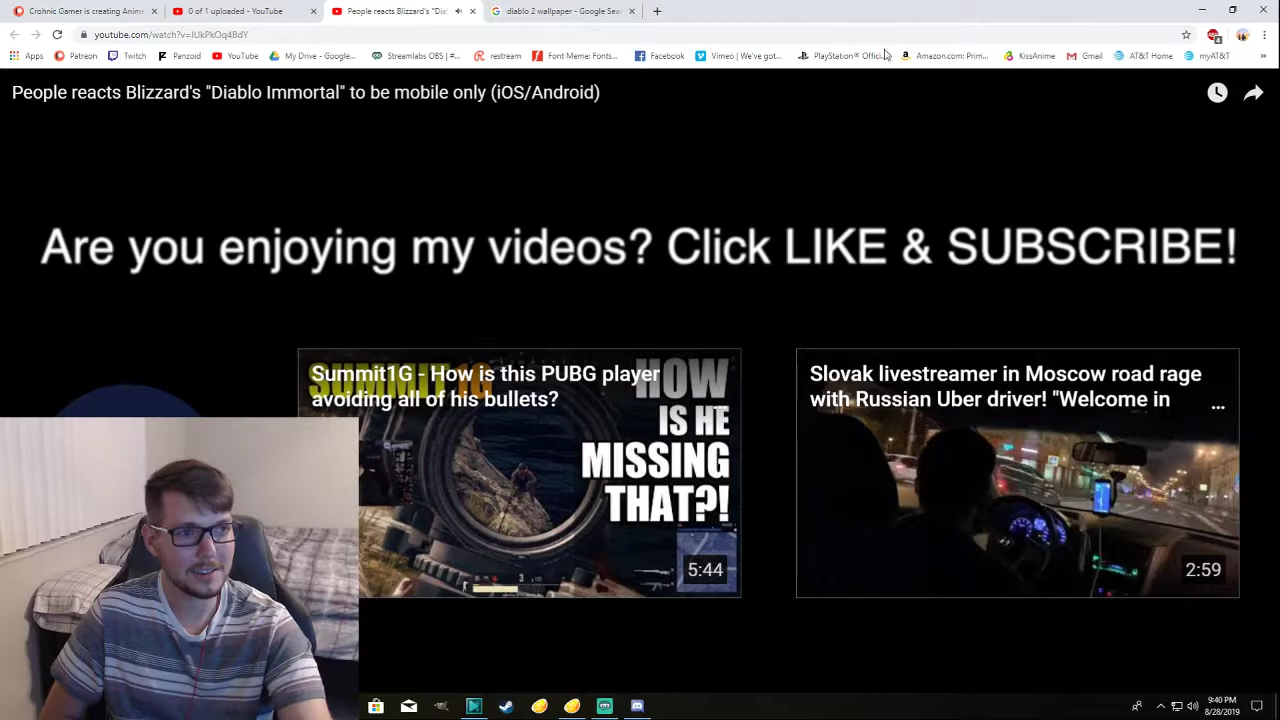 Crohnic Gamer is creating Anime
0 of 1 uploaded - YouTube
People reacts Blizzard's "Dia
diablo 2 wallpaper - Google Sea
youtube.com/watch?v=IUkPkOq4BdY
Apps
Patreon
Twitch
Panzoid
YouTube
My Drive - Google...
Streamlabs OBS | #...
restream
Font Meme: Fonts...
Facebook
Vimeo | We've got...
PlayStation® Offici...
Amazon.com: Prim...
KissAnime
Gmail
AT&T Home
myAT&T
People reacts Blizzard's "Diablo Immortal" to be mobile only (iOS/Android)
Are you enjoying my videos? Click LIKE & SUBSCRIBE!
Summit1G - How is this PUBG player
avoiding all of his bullets?
SUMMIT1G
HOW
IS HE
MISSING
THAT?!
5:44
Slovak livestreamer in Moscow road rage
with Russian Uber driver! "Welcome in
2:59
9:40 PM
8/28/2019